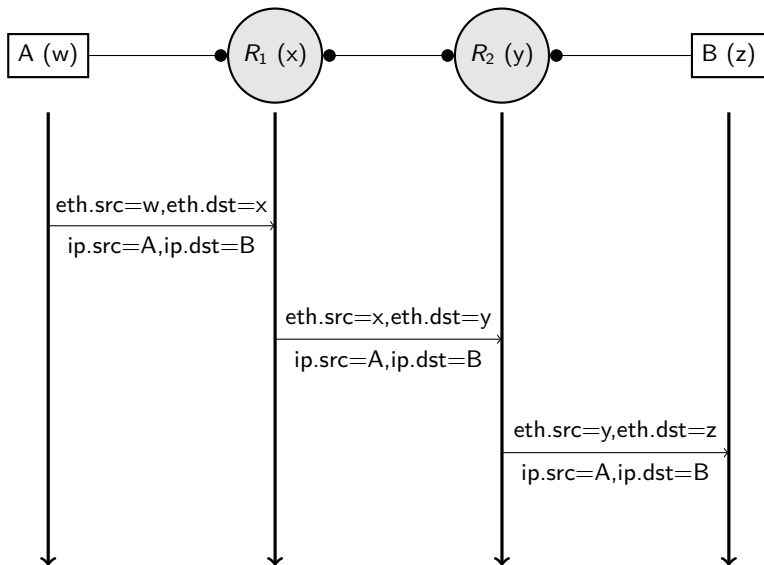 A (w)
R₁ (x)
R₂ (y)
B (z)
eth.src=w,eth.dst=x
ip.src=A,ip.dst=B
eth.src=x,eth.dst=y
ip.src=A,ip.dst=B
eth.src=y,eth.dst=z
ip.src=A,ip.dst=B